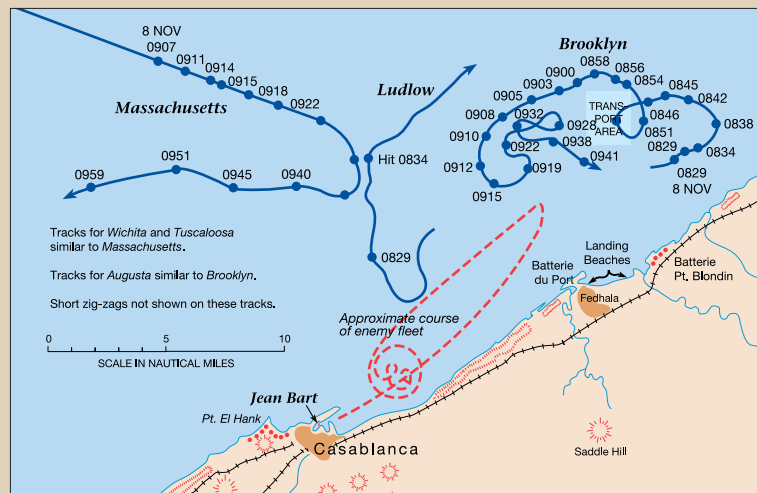 8 NOV
0907
0911
0914
0915
0918
0922
Massachusetts
Ludlow
Brooklyn
0858
0856
0900
0854
0903
0845
0905
0842
TRANS-
PORT
AREA
0908
0932
0846
0838
0928
0910
0851
0922
0938
0829
0834
0941
0912
0919
0829
8 NOV
0915
Hit 0834
0951
0959
0945
0940
0829
Tracks for Wichita and Tuscaloosa
similar to Massachusetts.
Tracks for Augusta similar to Brooklyn.
Short zig-zags not shown on these tracks.
Landing
Beaches
Batterie
du Port
Batterie
Pt. Blondin
Fedhala
Approximate course
of enemy fleet
0
5
10
SCALE IN NAUTICAL MILES
Jean Bart
Pt. El Hank
Casablanca
Saddle Hill